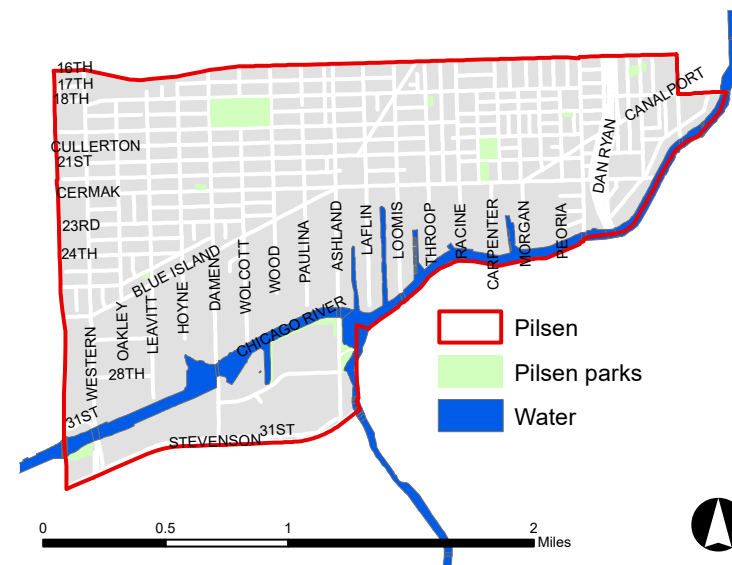 16TH
17TH
18TH
CANALPORT
CULLERTON
21ST
DAN RYAN
CERMAK
23RD
24TH
BLUE ISLAND
WESTERN
OAKLEY
LEAVITT
HOYNE
DAMEN
WOLCOTT
WOOD
PAULINA
ASHLAND
LAFLIN
LOOMIS
THROOP
RACINE
CARPENTER
MORGAN
PEORIA
CHICAGO RIVER
28TH
31ST
STEVENSON
31ST
Pilsen
Pilsen parks
Water
0 0.5 1 2
Miles